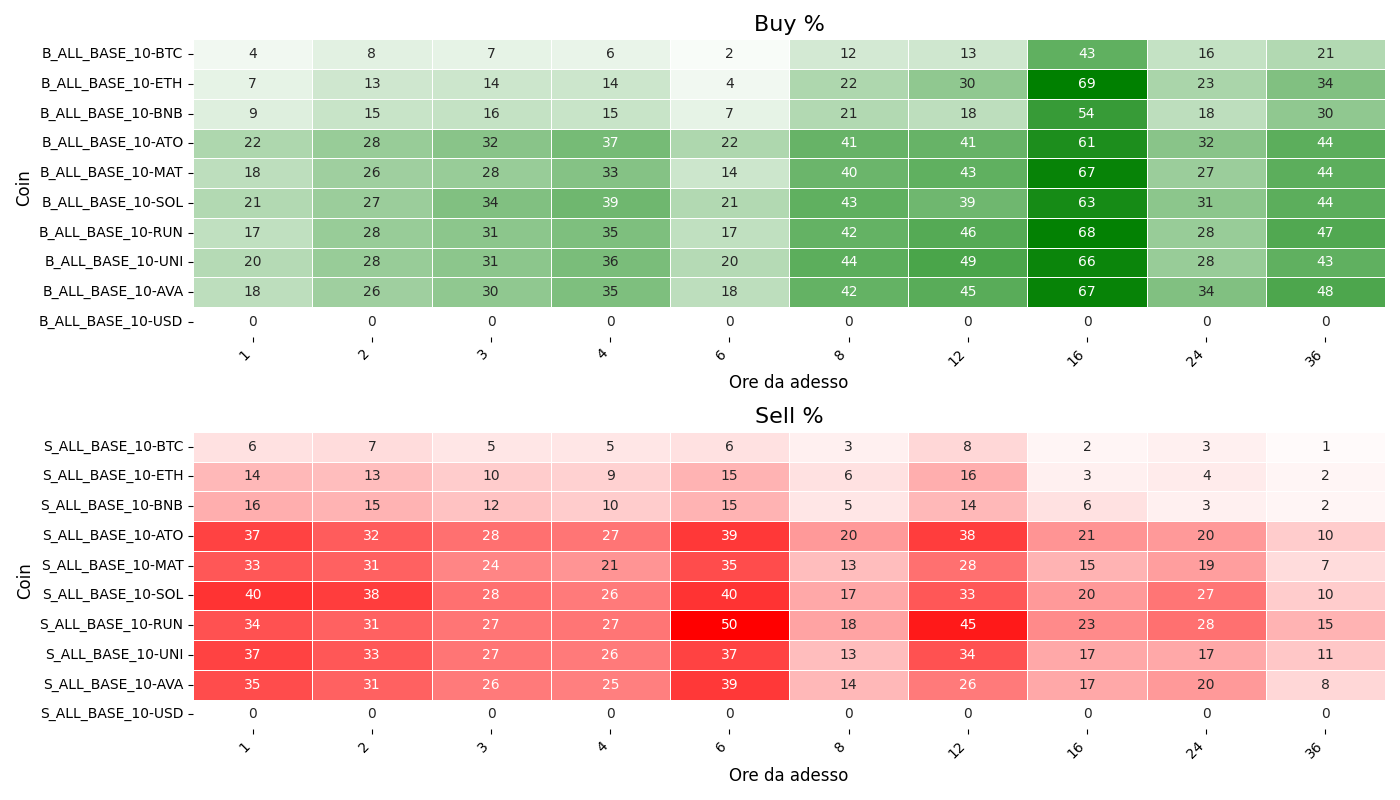 Buy %
Coin
B_ALL_BASE_10-BTC 4 8 7 6 2 12 13 43 16 21
B_ALL_BASE_10-ETH 7 13 14 14 4 22 30 69 23 34
B_ALL_BASE_10-BNB 9 15 16 15 7 21 18 54 18 30
B_ALL_BASE_10-ATO 22 28 32 37 22 41 41 61 32 44
B_ALL_BASE_10-MAT 18 26 28 33 14 40 43 67 27 44
B_ALL_BASE_10-SOL 21 27 34 39 21 43 39 63 31 44
B_ALL_BASE_10-RUN 17 28 31 35 17 42 46 68 28 47
B_ALL_BASE_10-UNI 20 28 31 36 20 44 49 66 28 43
B_ALL_BASE_10-AVA 18 26 30 35 18 42 45 67 34 48
B_ALL_BASE_10-USD 0 0 0 0 0 0 0 0 0 0
1 2 3 4 6 8 12 16 24 36
Ore da adesso
Sell %
Coin
S_ALL_BASE_10-BTC 6 7 5 5 6 3 8 2 3 1
S_ALL_BASE_10-ETH 14 13 10 9 15 6 16 3 4 2
S_ALL_BASE_10-BNB 16 15 12 10 15 5 14 6 3 2
S_ALL_BASE_10-ATO 37 32 28 27 39 20 38 21 20 10
S_ALL_BASE_10-MAT 33 31 24 21 35 13 28 15 19 7
S_ALL_BASE_10-SOL 40 38 28 26 40 17 33 20 27 10
S_ALL_BASE_10-RUN 34 31 27 27 50 18 45 23 28 15
S_ALL_BASE_10-UNI 37 33 27 26 37 13 34 17 17 11
S_ALL_BASE_10-AVA 35 31 26 25 39 14 26 17 20 8
S_ALL_BASE_10-USD 0 0 0 0 0 0 0 0 0 0
1 2 3 4 6 8 12 16 24 36
Ore da adesso